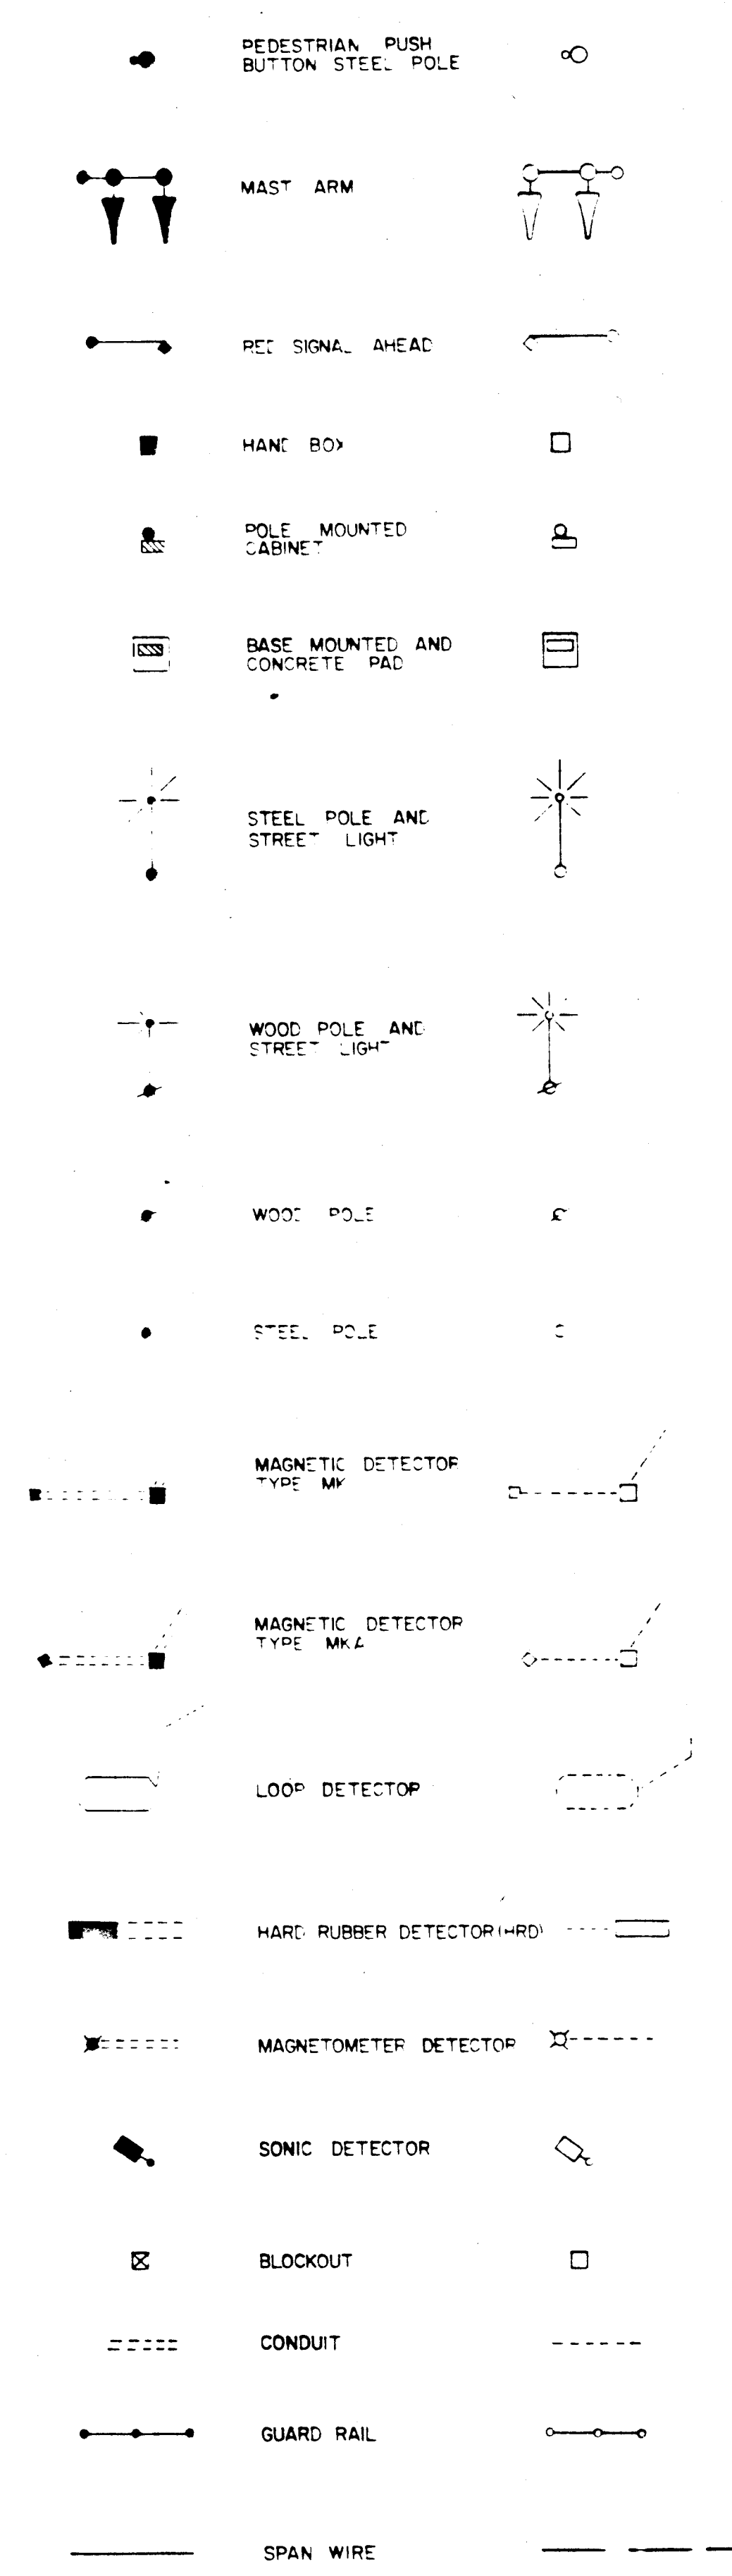 PEDESTRIAN PUSH
BUTTON STEEL POLE
MAST ARM
RED SIGNAL AHEAD
HAND BOX
POLE MOUNTED
CABINET
BASE MOUNTED AND
CONCRETE PAD
STEEL POLE AND
STREET LIGHT
WOOD POLE AND
STREET LIGHT
WOOD POLE
STEEL POLE
MAGNETIC DETECTOR
TYPE MK
MAGNETIC DETECTOR
TYPE MKA
LOOP DETECTOR
HARD RUBBER DETECTOR (HRD)
MAGNETOMETER DETECTOR
SONIC DETECTOR
BLOCKOUT
CONDUIT
GUARD RAIL
SPAN WIRE